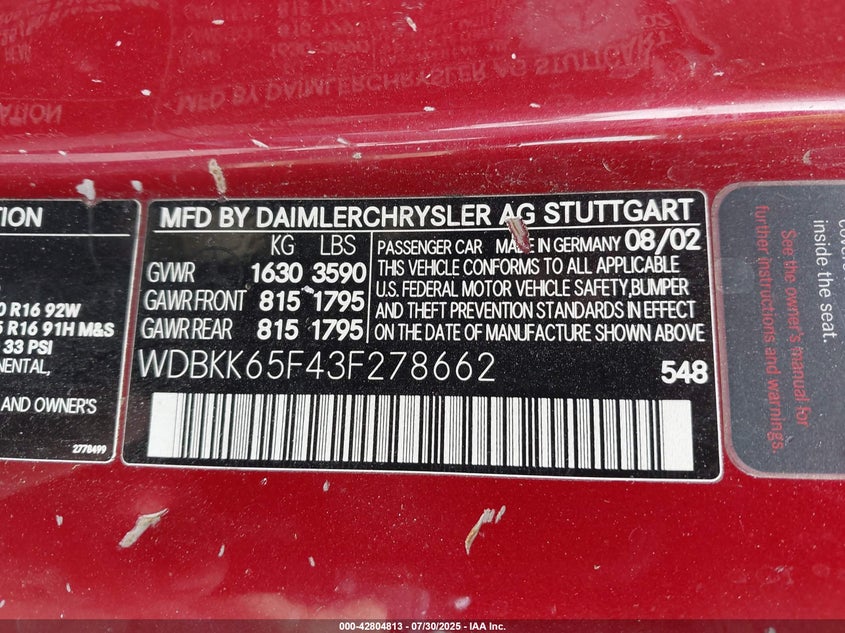 TION
0 R16 92W
5 R16 91H M&S
33 PSI
NENTAL,
AND OWNER'S
2778499
MFD BY DAIMLERCHRYSLER AG STUTTGART
KG LBS
GVWR 1630 3590
GAWR FRONT 815 1795
GAWR REAR 815 1795
PASSENGER CAR MADE IN GERMANY 08/02
THIS VEHICLE CONFORMS TO ALL APPLICABLE
U.S. FEDERAL MOTOR VEHICLE SAFETY, BUMPER
AND THEFT PREVENTION STANDARDS IN EFFECT
ON THE DATE OF MANUFACTURE SHOWN ABOVE
WDBKK65F43F278662
548
inside the seat.
See the owner's manual for
further instructions and warnings.
000-42804813 - 07/30/2025 - IAA Inc.